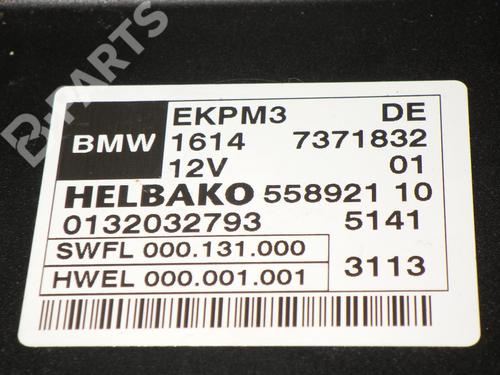 B-PARTS
EKPM3 DE
BMW 1614 7371832
12V 01
HELBAKO 558921 10
0132032793 5141
SWFL 000.131.000
HWEL 000.001.001 3113